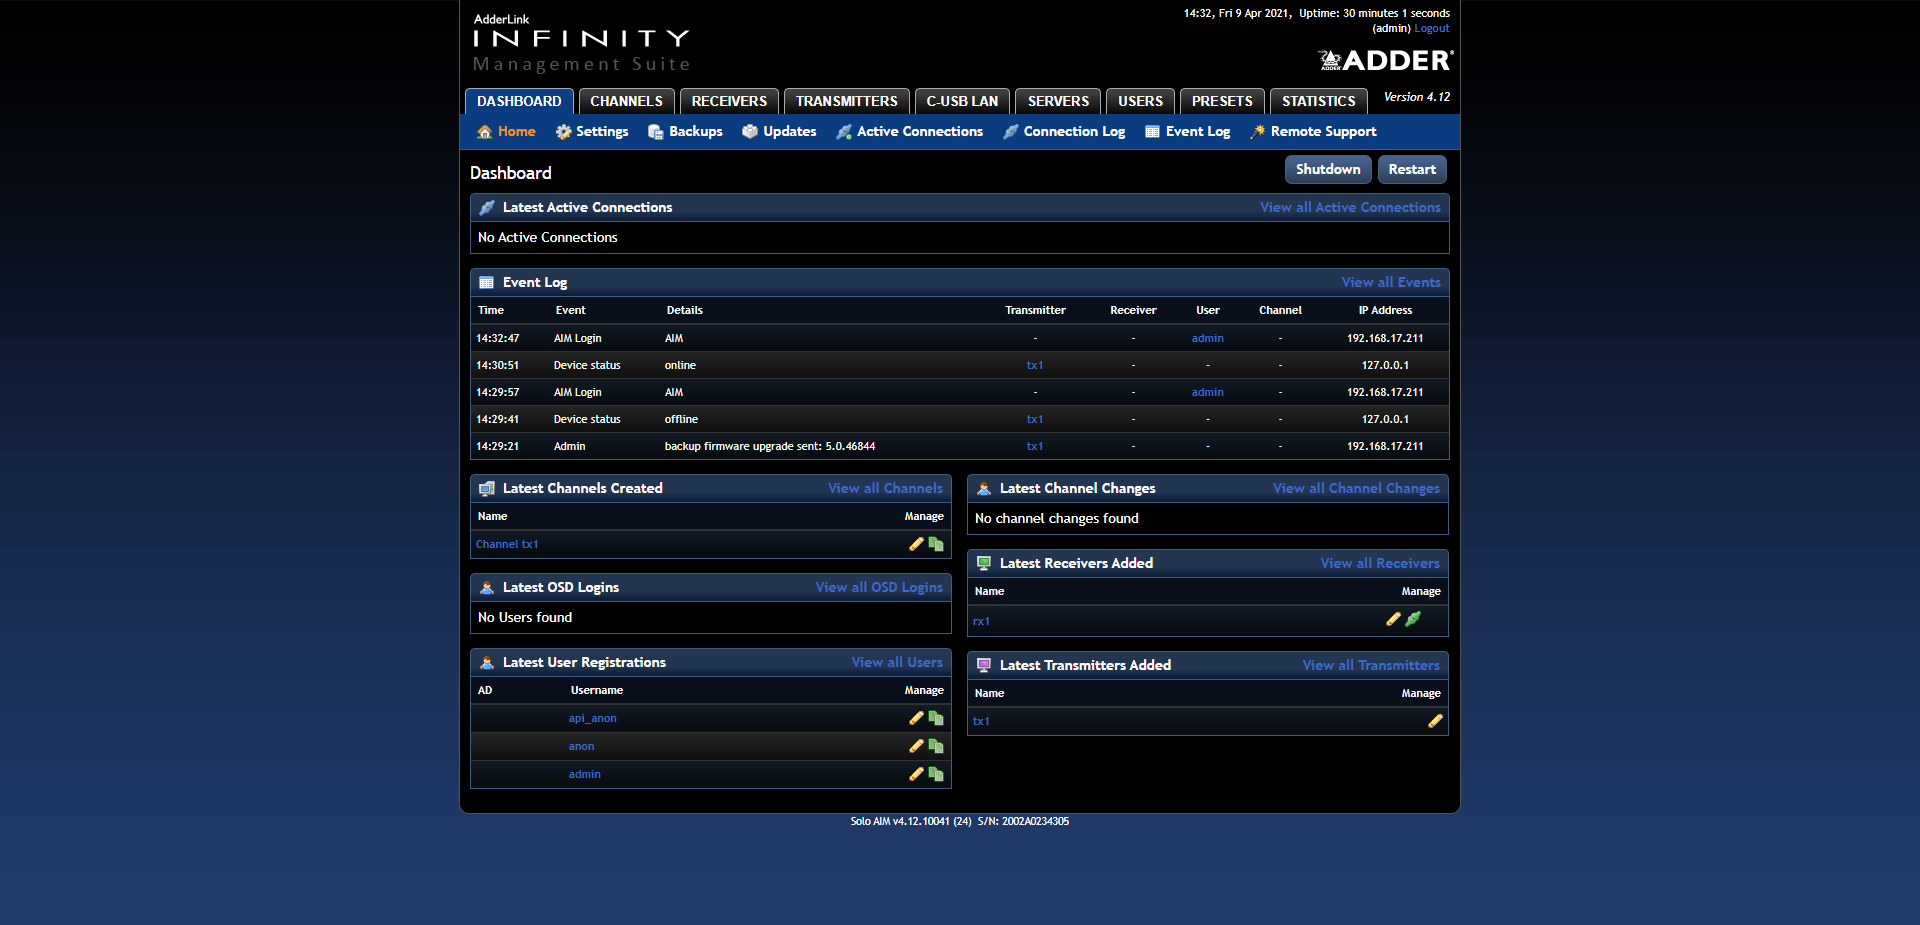 AdderLink
INFINITY
Management Suite
14:32, Fri 9 Apr 2021, Uptime: 30 minutes 1 seconds
(admin) Logout
ADDER
ADDER
DASHBOARD CHANNELS RECEIVERS TRANSMITTERS C-USB LAN SERVERS USERS PRESETS STATISTICS Version 4.12
Home Settings Backups Updates Active Connections Connection Log Event Log Remote Support
Dashboard Shutdown Restart
Latest Active Connections View all Active Connections
No Active Connections
Event Log View all Events
Time Event Details Transmitter Receiver User Channel IP Address
14:32:47 AIM Login AIM - - admin - 192.168.17.211
14:30:51 Device status online tx1 - - - 127.0.0.1
14:29:57 AIM Login AIM - - admin - 192.168.17.211
14:29:41 Device status offline tx1 - - - 127.0.0.1
14:29:21 Admin backup firmware upgrade sent: 5.0.46844 tx1 - - - 192.168.17.211
Latest Channels Created View all Channels
Name Manage
Channel tx1
Latest OSD Logins View all OSD Logins
No Users found
Latest User Registrations View all Users
AD Username Manage
api_anon
anon
admin
Latest Channel Changes View all Channel Changes
No channel changes found
Latest Receivers Added View all Receivers
Name Manage
rx1
Latest Transmitters Added View all Transmitters
Name Manage
tx1
Solo AIM v4.12.10041 (24) S/N: 2002A0234305